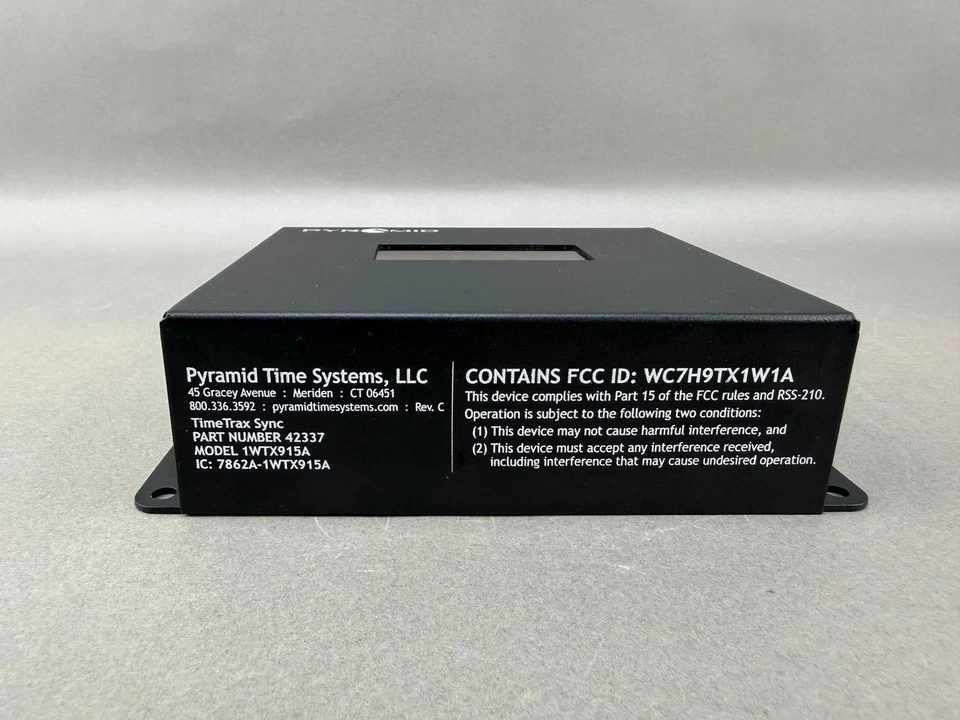 PYRAMID
Pyramid Time Systems, LLC
45 Gracey Avenue : Meriden : CT 06451
800.336.3592 : pyramidtimesystems.com : Rev. C
TimeTrax Sync
PART NUMBER 42337
MODEL 1WTX915A
IC: 7862A-1WTX915A
CONTAINS FCC ID: WC7H9TX1W1A
This device complies with Part 15 of the FCC rules and RSS-210.
Operation is subject to the following two conditions:
(1) This device may not cause harmful interference, and
(2) This device must accept any interference received,
including interference that may cause undesired operation.